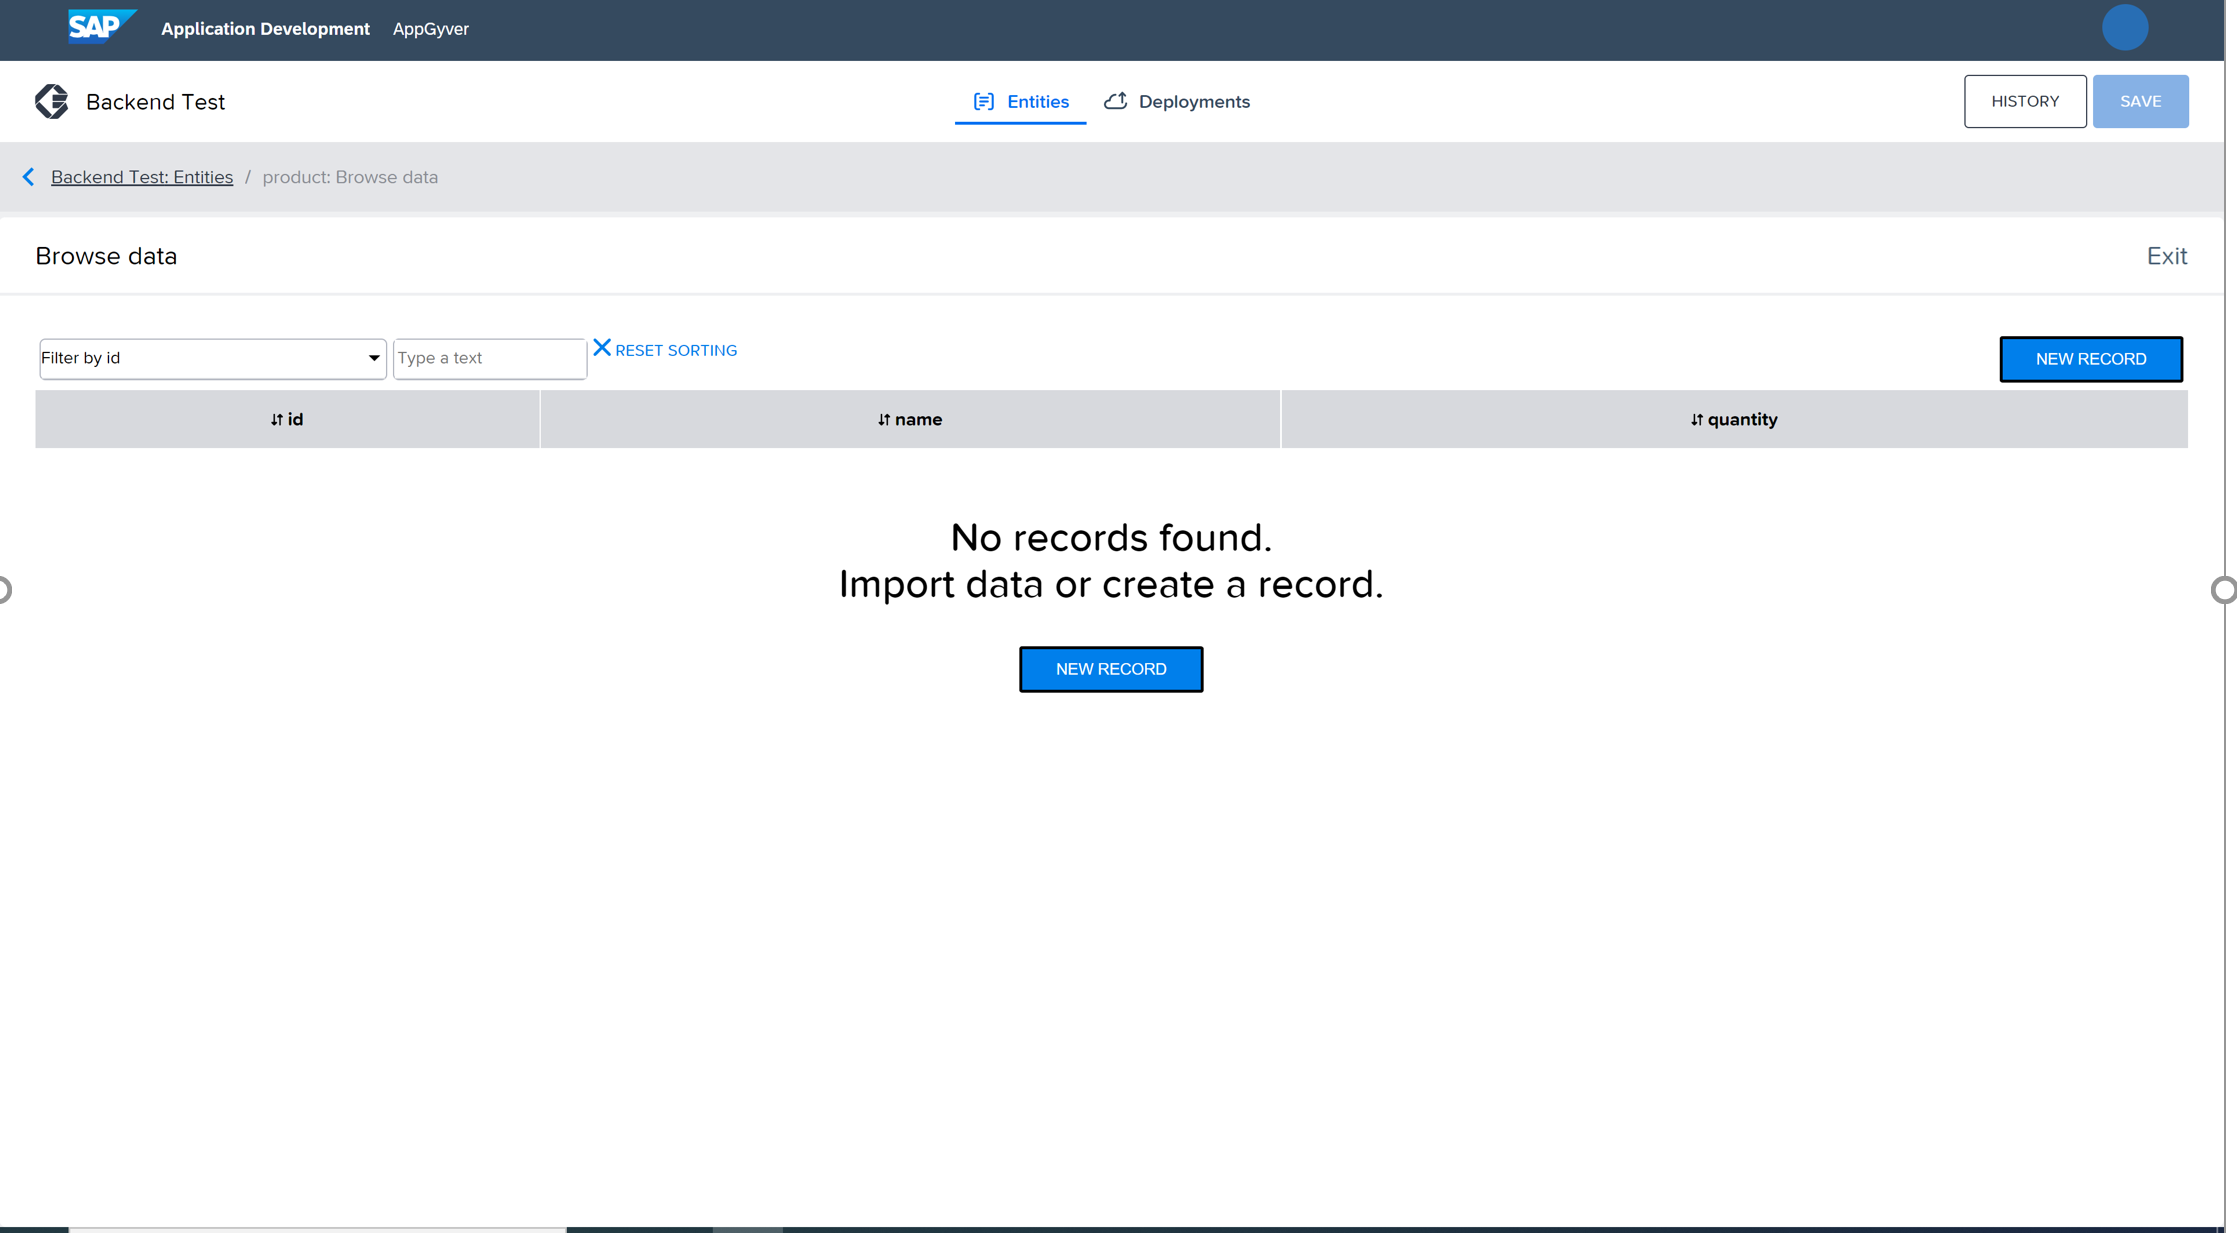 SAP Application Development AppGyver
Backend Test
Entities
Deployments
HISTORY
SAVE
Backend Test: Entities / product: Browse data
Browse data
Exit
Filter by id
Type a text
RESET SORTING
NEW RECORD
id
name
quantity
No records found.
Import data or create a record.
NEW RECORD